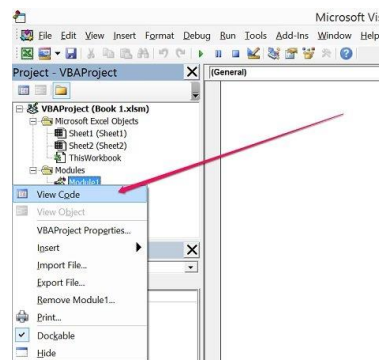 Microsoft Vi
File Edit View Insert Format Debug Run Tools Add-Ins Window Help
Project - VBAProject
(General)
VBAProject (Book 1.xlsm)
Microsoft Excel Objects
Sheet1 (Sheet1)
Sheet2 (Sheet2)
ThisWorkbook
Modules
Module1
View Code
View Object
VBAProject Properties...
Insert
Import File...
Export File...
Remove Module1...
Print...
Dockable
Hide